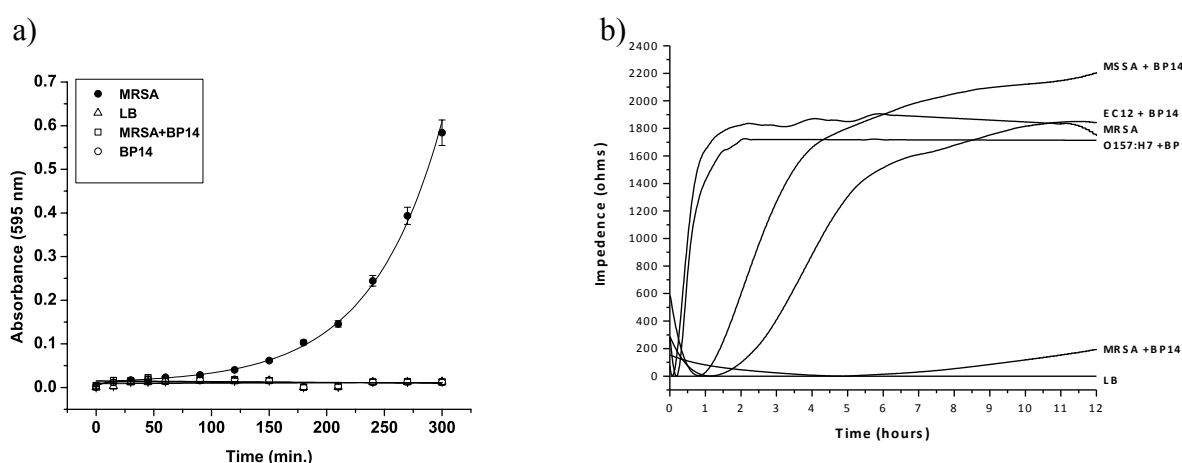 a)
0.7
0.6
0.5
0.4
0.3
0.2
0.1
0.0
Absorbance (595 nm)
MRSA
LB
MRSA+BP14
BP14
0
50
100
150
200
250
300
Time (min.)
b)
2400
2200
2000
1800
1600
1400
1200
1000
800
600
400
200
0
Impedence (ohms)
MSSA + BP14
EC12 + BP14
MRSA
O157:H7 +BP
MRSA +BP14
LB
0
1
2
3
4
5
6
7
8
9
10
11
12
Time (hours)